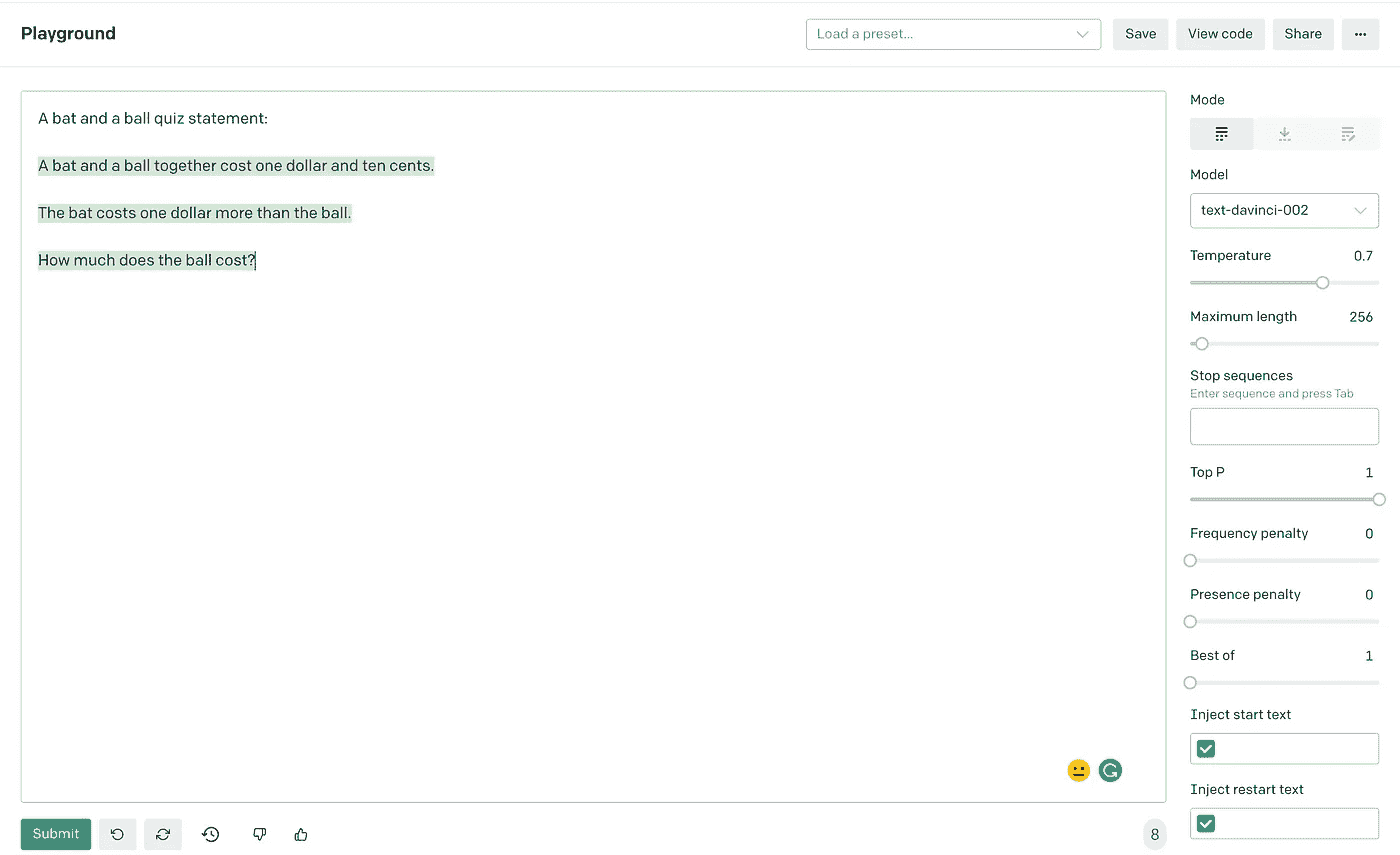 Playground
Load a preset...
Save
View code
Share
...
A bat and a ball quiz statement:
A bat and a ball together cost one dollar and ten cents.
The bat costs one dollar more than the ball.
How much does the ball cost?
Mode
Model
text-davinci-002
Temperature 0.7
Maximum length 256
Stop sequences
Enter sequence and press Tab
Top P 1
Frequency penalty 0
Presence penalty 0
Best of 1
Inject start text
Inject restart text
Submit
8